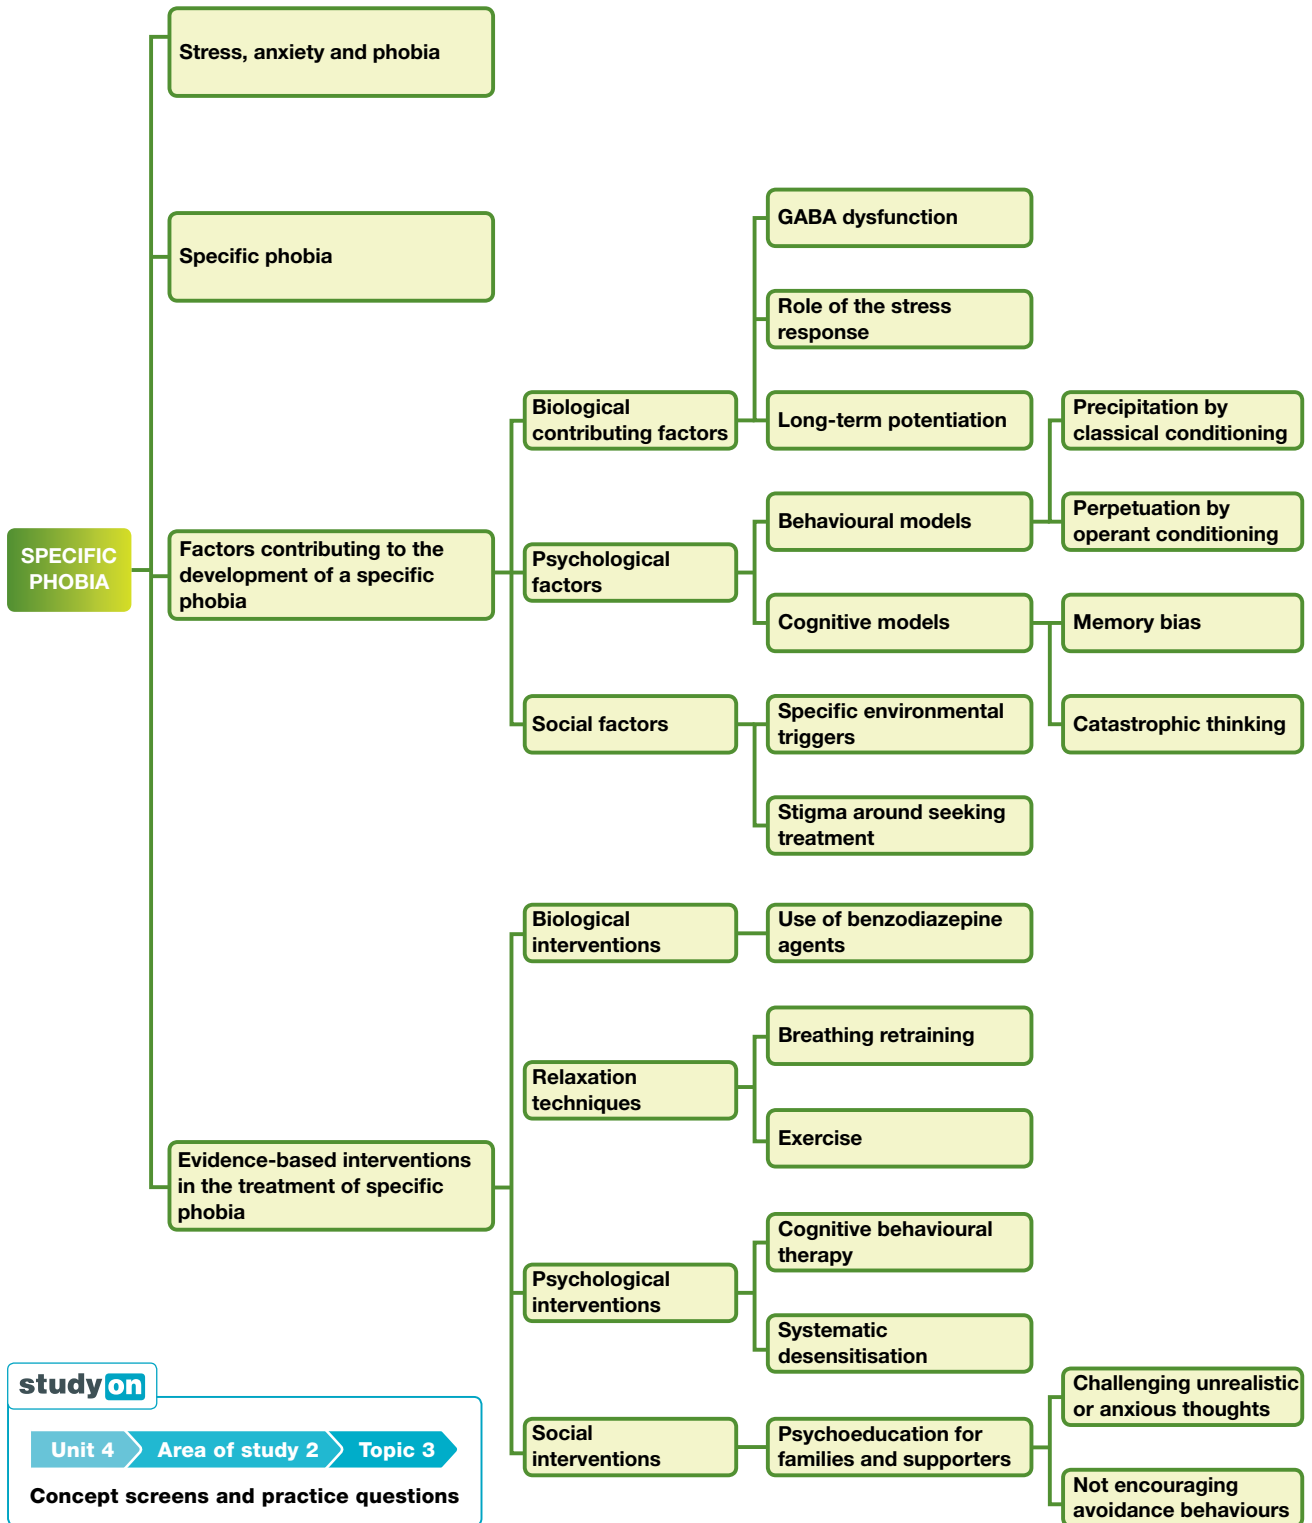 SPECIFIC
PHOBIA
Stress, anxiety and phobia
Specific phobia
Factors contributing to the
development of a specific
phobia
Biological
contributing factors
GABA dysfunction
Role of the stress
response
Long-term potentiation
Psychological
factors
Behavioural models
Precipitation by
classical conditioning
Perpetuation by
operant conditioning
Cognitive models
Memory bias
Catastrophic thinking
Social factors
Specific environmental
triggers
Stigma around seeking
treatment
Evidence-based interventions
in the treatment of specific
phobia
Biological
interventions
Use of benzodiazepine
agents
Relaxation
techniques
Breathing retraining
Exercise
Psychological
interventions
Cognitive behavioural
therapy
Systematic
desensitisation
Social
interventions
Psychoeducation for
families and supporters
Challenging unrealistic
or anxious thoughts
Not encouraging
avoidance behaviours
studyon
Unit 4 Area of study 2 Topic 3
Concept screens and practice questions